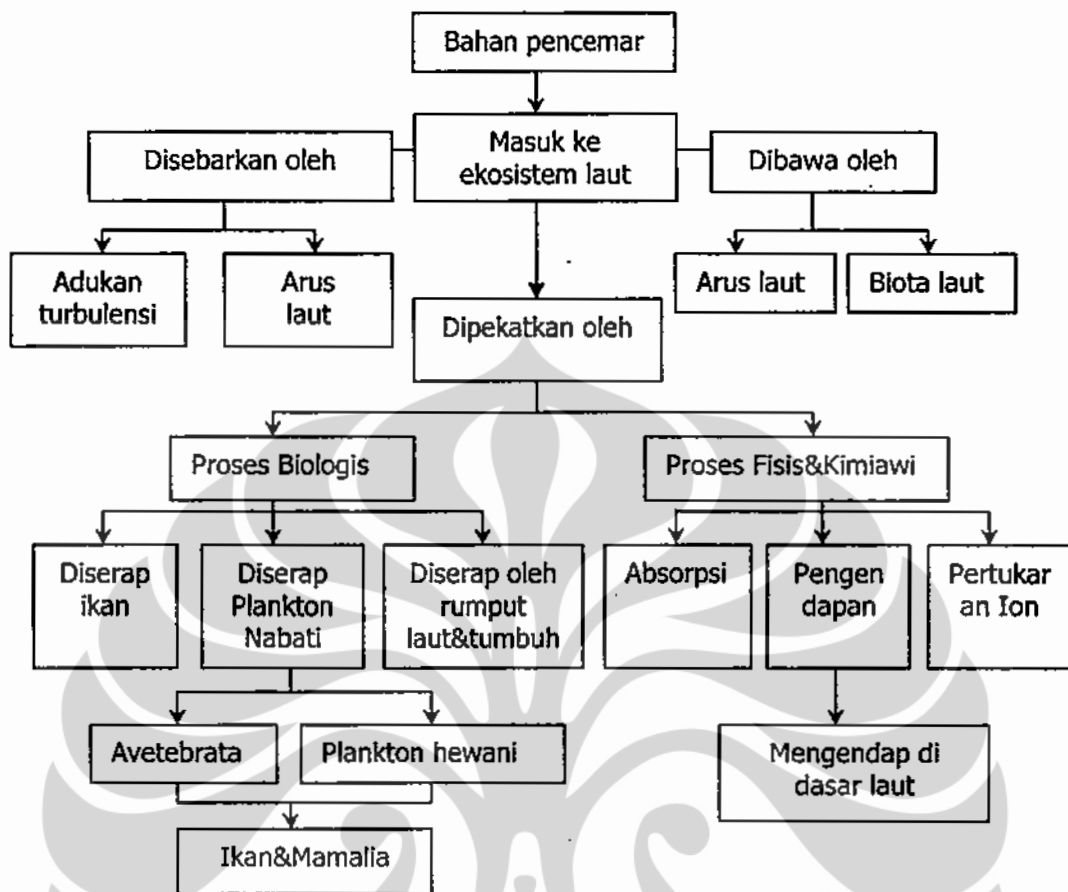 Bahan pencemar
Masuk ke
ekosistem laut
Disebarkan oleh
Dibawa oleh
Adukan
turbulensi
Arus
laut
Arus laut
Biota laut
Dipekatkan oleh
Proses Biologis
Proses Fisis&Kimiawi
Diserap
ikan
Diserap
Plankton
Nabati
Diserap oleh
rumput
laut&tumbuh
Absorpsi
Pengen
dapan
Pertukar
an Ion
Avetebrata
Plankton hewani
Mengendap di
dasar laut
Ikan&Mamalia